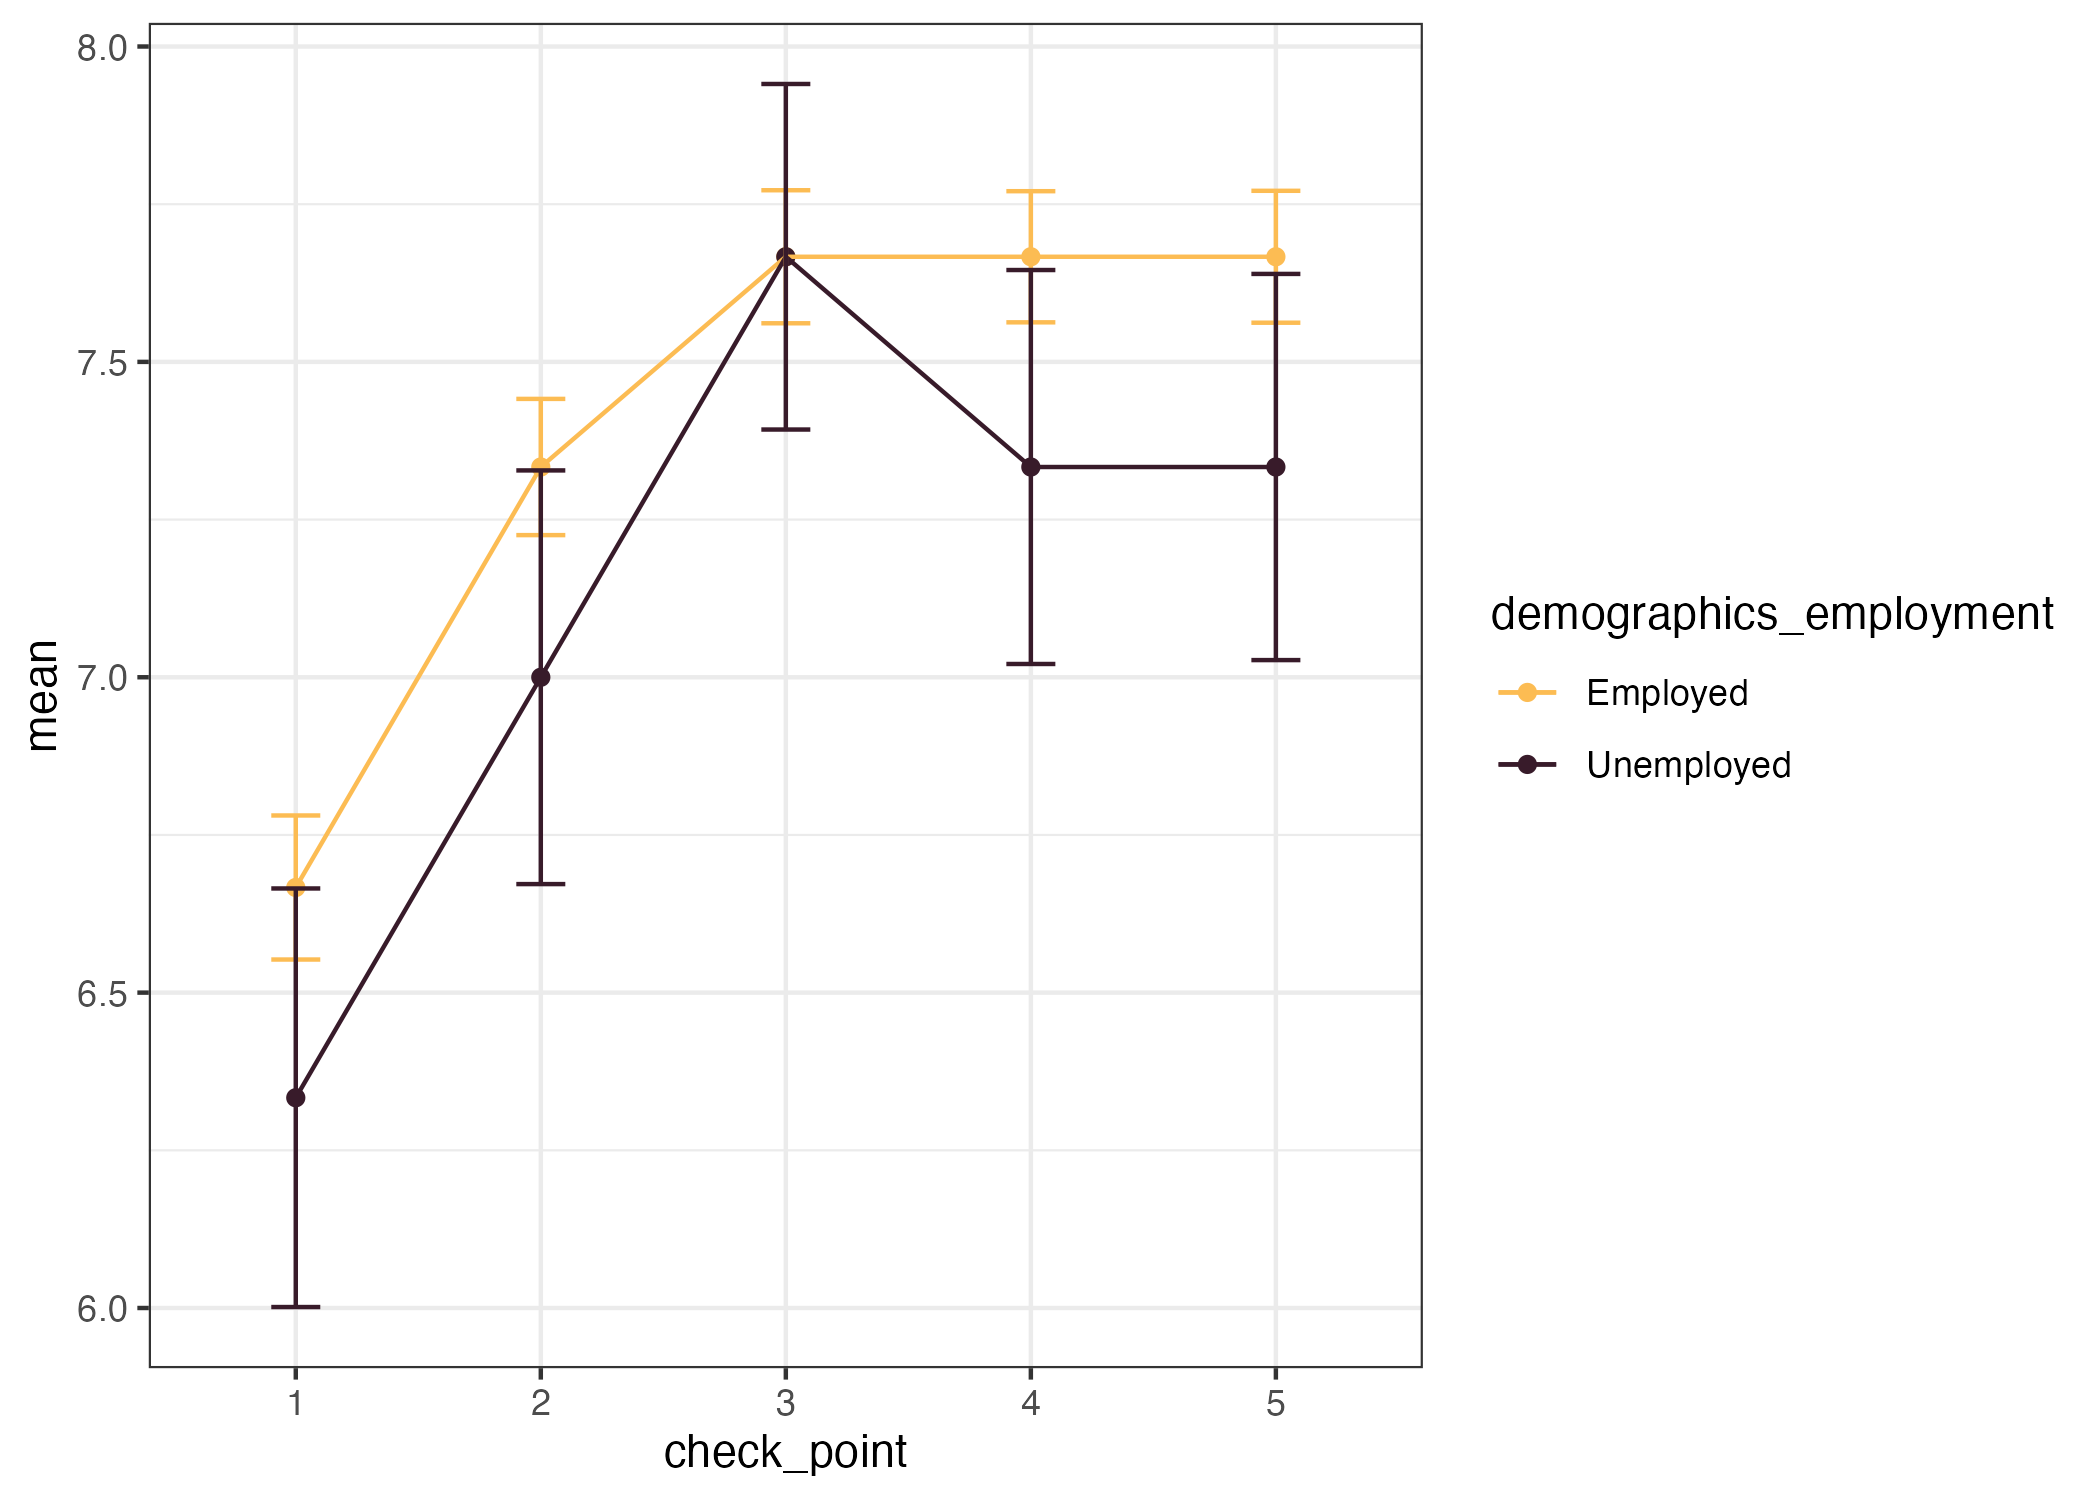 8.0
7.5
7.0
6.5
6.0
mean
1 2 3 4 5
check_point
demographics_employment
Employed
Unemployed